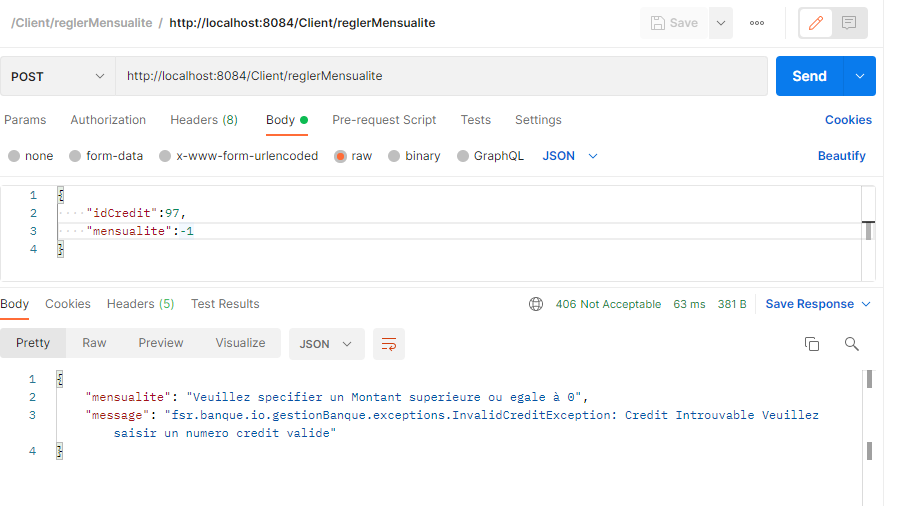 /Client/reglerMensualite / http://localhost:8084/Client/reglerMensualite Save
POST http://localhost:8084/Client/reglerMensualite Send
Params Authorization Headers (8) Body Pre-request Script Tests Settings Cookies
none form-data x-www-form-urlencoded raw binary GraphQL JSON Beautify
1 {
2 "idCredit":97,
3 "mensualite":-1
4 }
Body Cookies Headers (5) Test Results 406 Not Acceptable 63 ms 381 B Save Response
Pretty Raw Preview Visualize JSON
1 {
2 "mensualite": "Veuillez specifier un Montant superieure ou egale à 0",
3 "message": "fsr.banque.io.gestionBanque.exceptions.InvalidCreditException: Credit Introuvable Veuillez
saisir un numero credit valide"
4 }